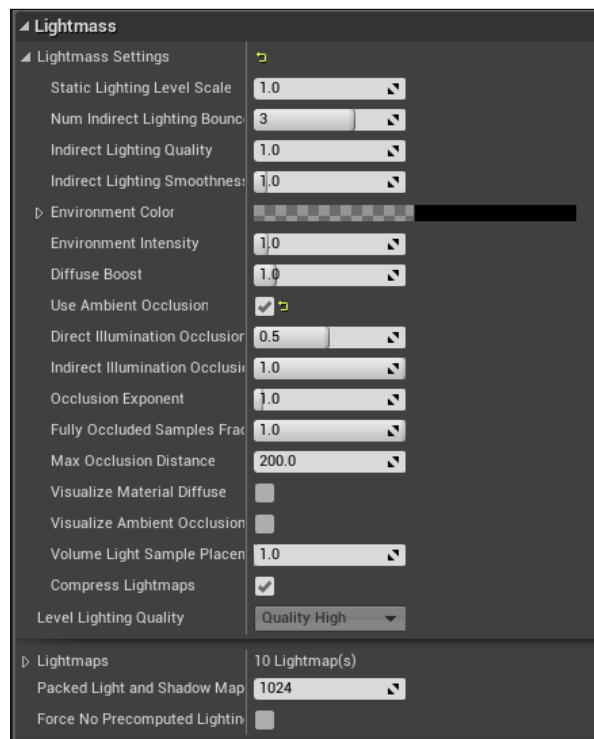 Lightmass
Lightmass Settings
Static Lighting Level Scale 1.0
Num Indirect Lighting Bounc 3
Indirect Lighting Quality 1.0
Indirect Lighting Smoothness 1.0
Environment Color
Environment Intensity 1.0
Diffuse Boost 1.0
Use Ambient Occlusion
Direct Illumination Occlusion 0.5
Indirect Illumination Occlusi 1.0
Occlusion Exponent 1.0
Fully Occluded Samples Frac 1.0
Max Occlusion Distance 200.0
Visualize Material Diffuse
Visualize Ambient Occlusion
Volume Light Sample Placen 1.0
Compress Lightmaps
Level Lighting Quality Quality High
Lightmaps 10 Lightmap(s)
Packed Light and Shadow Map 1024
Force No Precomputed Lightin